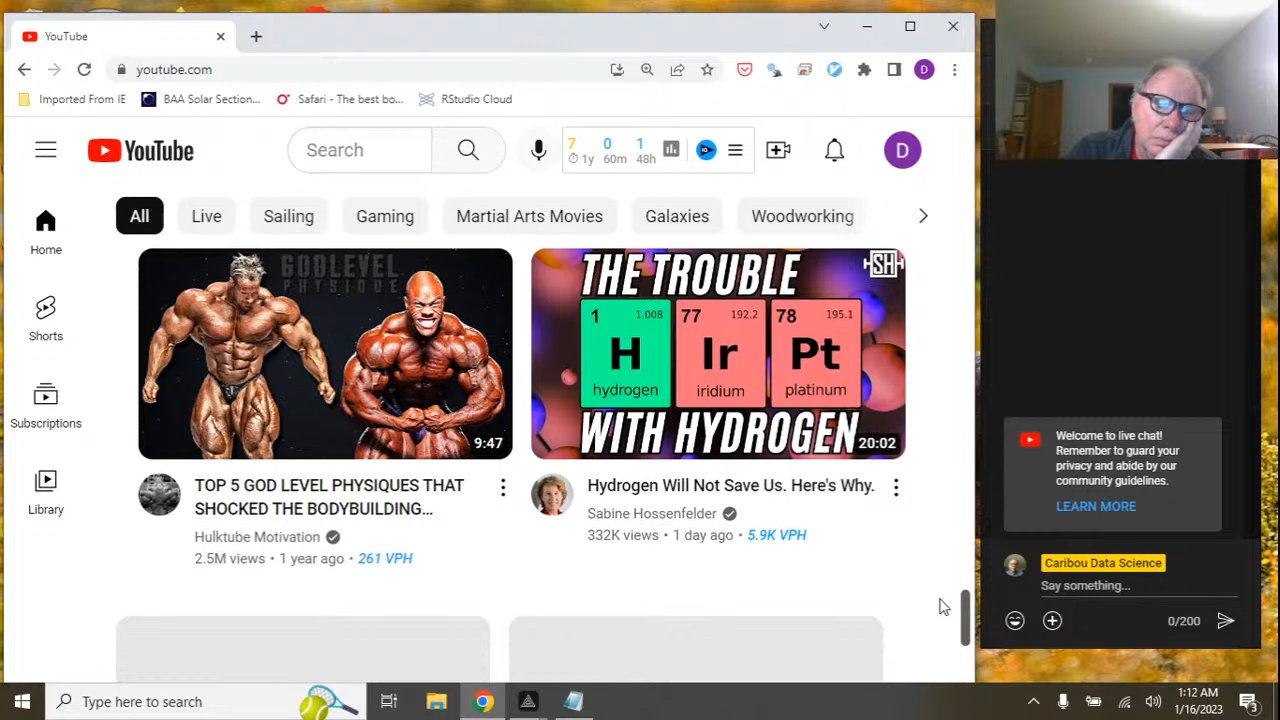 YouTube
youtube.com
Imported From IE
BAA Solar Section...
Safari - The best bo...
RStudio Cloud
D
YouTube
Search
7 0 1
1y 60m 48h
D
All
Live
Sailing
Gaming
Martial Arts Movies
Galaxies
Woodworking
Home
Shorts
Subscriptions
Library
GODLEVEL
PHYSIQUE
9:47
THE TROUBLE
SH
1 1.008
H
hydrogen
77 192.2
Ir
iridium
78 195.1
Pt
platinum
WITH HYDROGEN
20:02
TOP 5 GOD LEVEL PHYSIQUES THAT
SHOCKED THE BODYBUILDING...
Hulktube Motivation
2.5M views • 1 year ago • 261 VPH
Hydrogen Will Not Save Us. Here's Why.
Sabine Hossenfelder
332K views • 1 day ago • 5.9K VPH
Welcome to live chat!
Remember to guard your
privacy and abide by our
community guidelines.
LEARN MORE
Caribou Data Science
Say something...
0/200
Type here to search
1:12 AM
1/16/2023
3